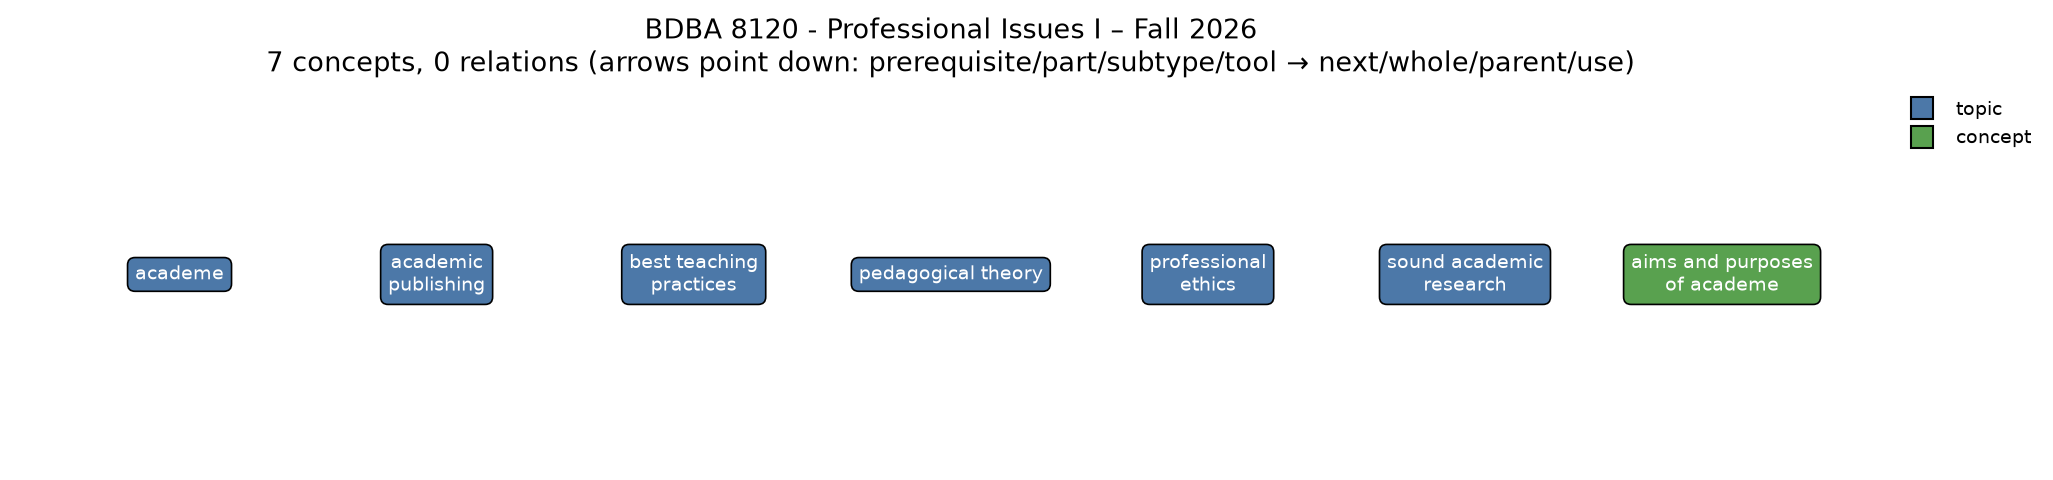 BDBA 8120 - Professional Issues I – Fall 2026
7 concepts, 0 relations (arrows point down: prerequisite/part/subtype/tool → next/whole/parent/use)
topic
concept
academe
academic
publishing
best teaching
practices
pedagogical theory
professional
ethics
sound academic
research
aims and purposes
of academe